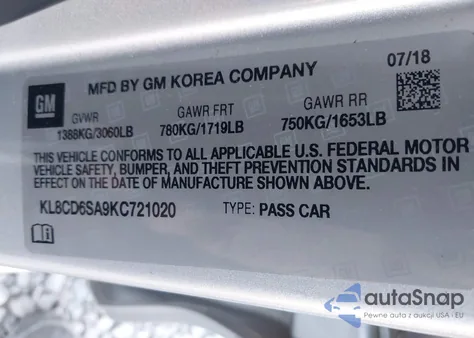 07/18
MFD BY GM KOREA COMPANY
GM
GVWR GAWR FRT GAWR RR
1388KG/3060LB 780KG/1719LB 750KG/1653LB
THIS VEHICLE CONFORMS TO ALL APPLICABLE U.S. FEDERAL MOTOR
VEHICLE SAFETY, BUMPER, AND THEFT PREVENTION STANDARDS IN
EFFECT ON THE DATE OF MANUFACTURE SHOWN ABOVE.
KL8CD6SA9KC721020 TYPE: PASS CAR
i
autoSnap
Pewne auta z aukcji USA - EU